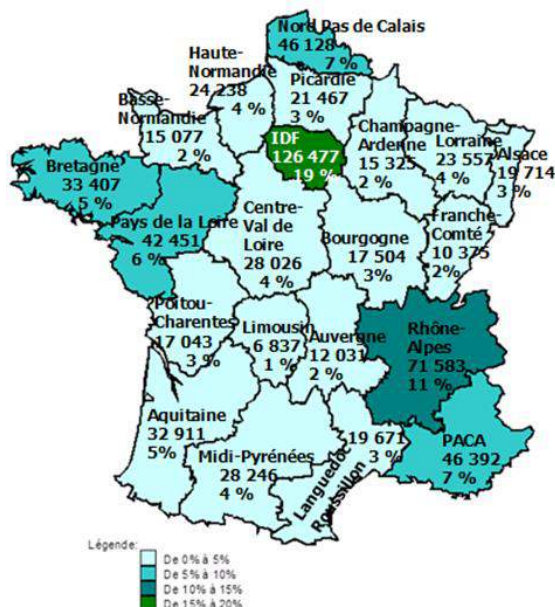 Nord Pas de Calais
46 128
7 %
Haute-
Normandie
24 238
4 %
Picardie
21 467
3 %
Basse-
Normandie
15 077
2 %
IDF
126 477
19 %
Champagne-
Ardenne
15 325
2 %
Lorraine
23 557
4 %
Alsace
19 714
3 %
Bretagne
33 407
5 %
Pays de la Loire
42 451
6 %
Centre-
Val de
Loire
28 026
4 %
Bourgogne
17 504
3%
Franche-
Comté
10 375
2%
Poitou-
Charentes
17 043
3 %
Limousin
6 837
1 %
Auvergne
12 031
2 %
Rhône-
Alpes
71 583
11 %
Aquitaine
32 911
5%
Midi-Pyrénées
28 246
4 %
Languedoc
Roussillon
19 671
3 %
PACA
46 392
7 %
Légende:
De 0% à 5%
De 5% à 10%
De 10% à 15%
De 15% à 20%